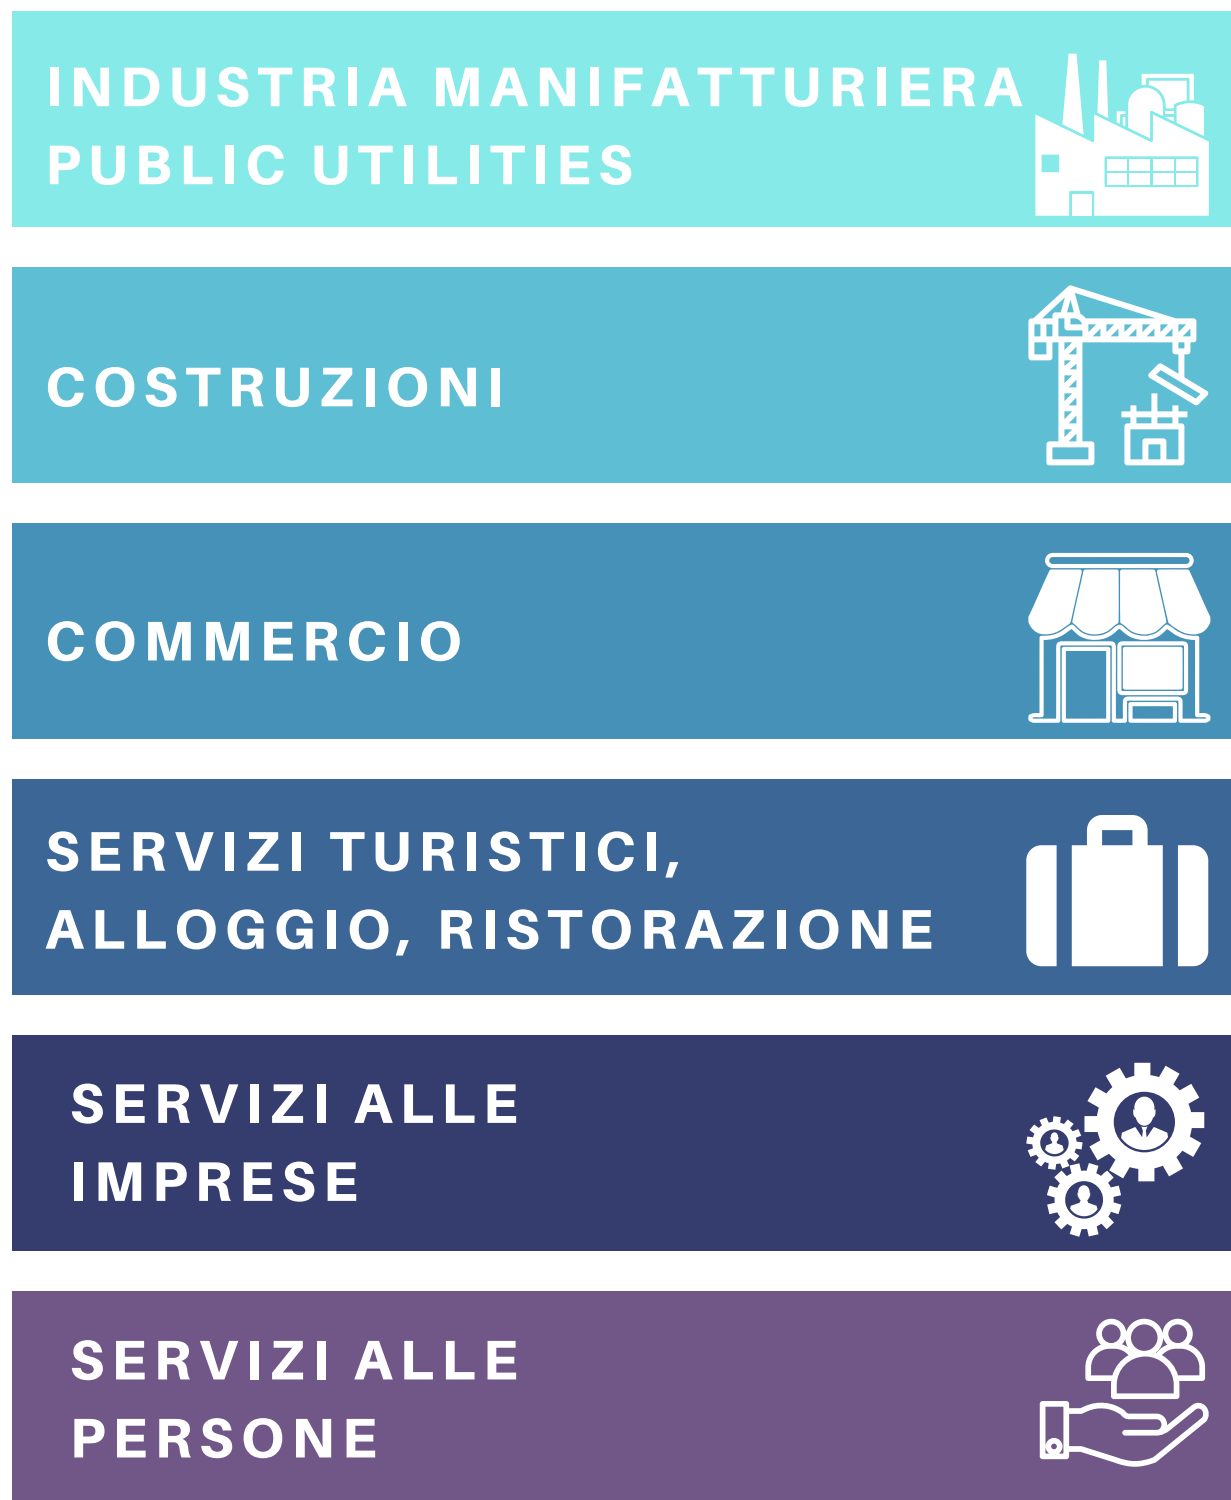 INDUSTRIA MANIFATTURIERA
PUBLIC UTILITIES
COSTRUZIONI
COMMERCIO
SERVIZI TURISTICI,
ALLOGGIO, RISTORAZIONE
SERVIZI ALLE
IMPRESE
SERVIZI ALLE
PERSONE